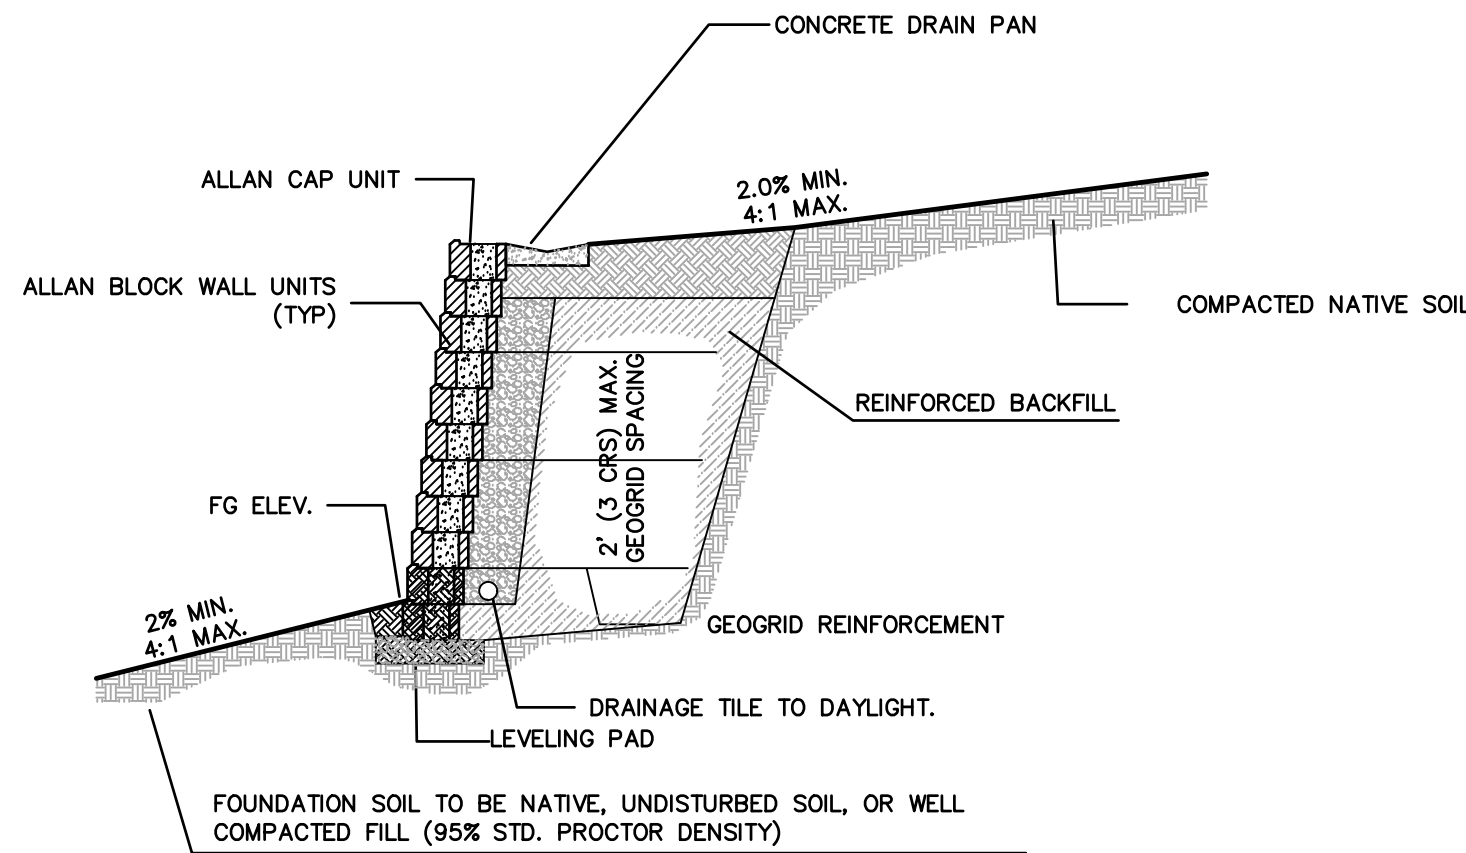 CONCRETE DRAIN PAN
ALLAN CAP UNIT
2.0% MIN.
4:1 MAX.
ALLAN BLOCK WALL UNITS
(TYP)
COMPACTED NATIVE SOIL
REINFORCED BACKFILL
2' (3 CRS) MAX.
GEOGRID SPACING
FG ELEV.
2% MIN.
4:1 MAX.
GEOGRID REINFORCEMENT
DRAINAGE TILE TO DAYLIGHT.
LEVELING PAD
FOUNDATION SOIL TO BE NATIVE, UNDISTURBED SOIL, OR WELL
COMPACTED FILL (95% STD. PROCTOR DENSITY)